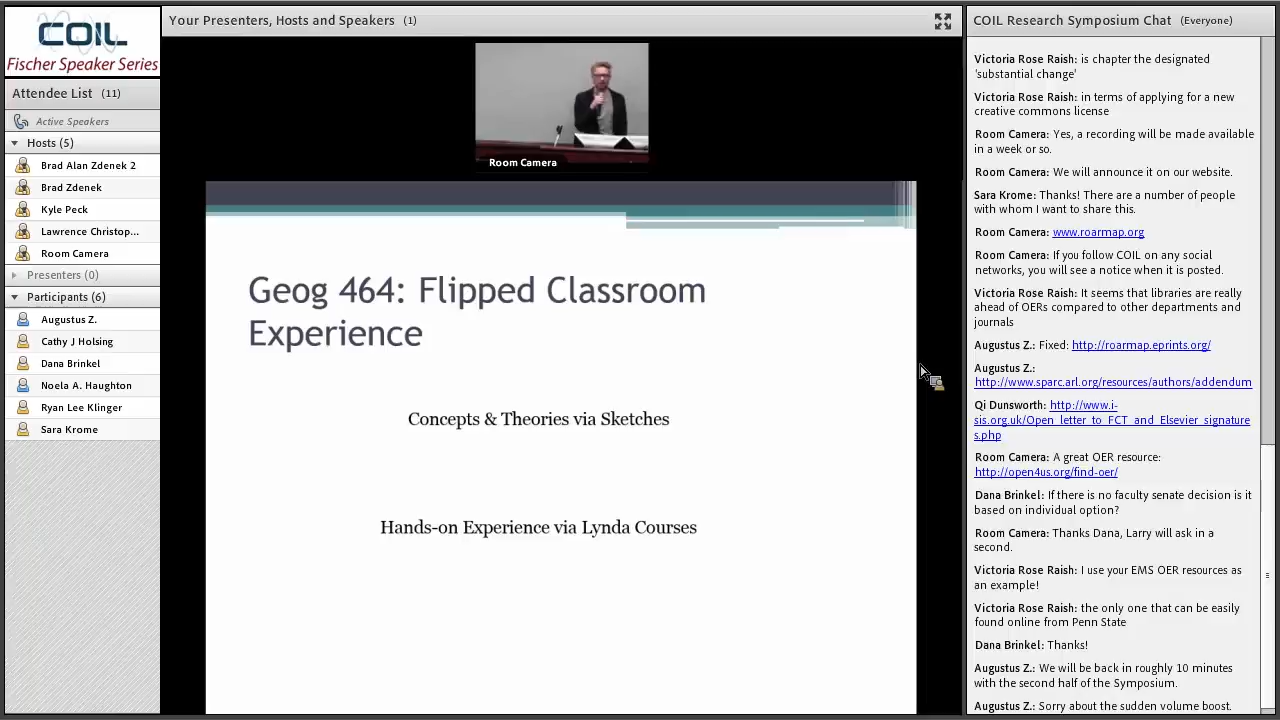 COIL
Fischer Speaker Series
Attendee List (11)
Active Speakers
Hosts (5)
Brad Alan Zdenek 2
Brad Zdenek
Kyle Peck
Lawrence Christop...
Room Camera
Presenters (0)
Participants (6)
Augustus Z.
Cathy J Holsing
Dana Brinkel
Noela A. Haughton
Ryan Lee Klinger
Sara Krome
Your Presenters, Hosts and Speakers (1)
Room Camera
Geog 464: Flipped Classroom
Experience
Concepts & Theories via Sketches
Hands-on Experience via Lynda Courses
COIL Research Symposium Chat (Everyone)
Victoria Rose Raish: is chapter the designated
'substantial change'
Victoria Rose Raish: in terms of applying for a new
creative commons license
Room Camera: Yes, a recording will be made available
in a week or so.
Room Camera: We will announce it on our website.
Sara Krome: Thanks! There are a number of people
with whom I want to share this.
Room Camera: www.roarmap.org
Room Camera: If you follow COIL on any social
networks, you will see a notice when it is posted.
Victoria Rose Raish: It seems that libraries are really
ahead of OERs compared to other departments and
journals
Augustus Z.: Fixed: http://roarmap.eprints.org/
Augustus Z.:
http://www.sparc.arl.org/resources/authors/addendum
Qi Dunsworth: http://www.i-
sis.org.uk/Open_letter_to_FCT_and_Elsevier_signature
s.php
Room Camera: A great OER resource:
http://open4us.org/find-oer/
Dana Brinkel: If there is no faculty senate decision is it
based on individual option?
Room Camera: Thanks Dana, Larry will ask in a
second.
Victoria Rose Raish: I use your EMS OER resources as
an example!
Victoria Rose Raish: the only one that can be easily
found online from Penn State
Dana Brinkel: Thanks!
Augustus Z.: We will be back in roughly 10 minutes
with the second half of the Symposium.
Augustus Z.: Sorry about the sudden volume boost.